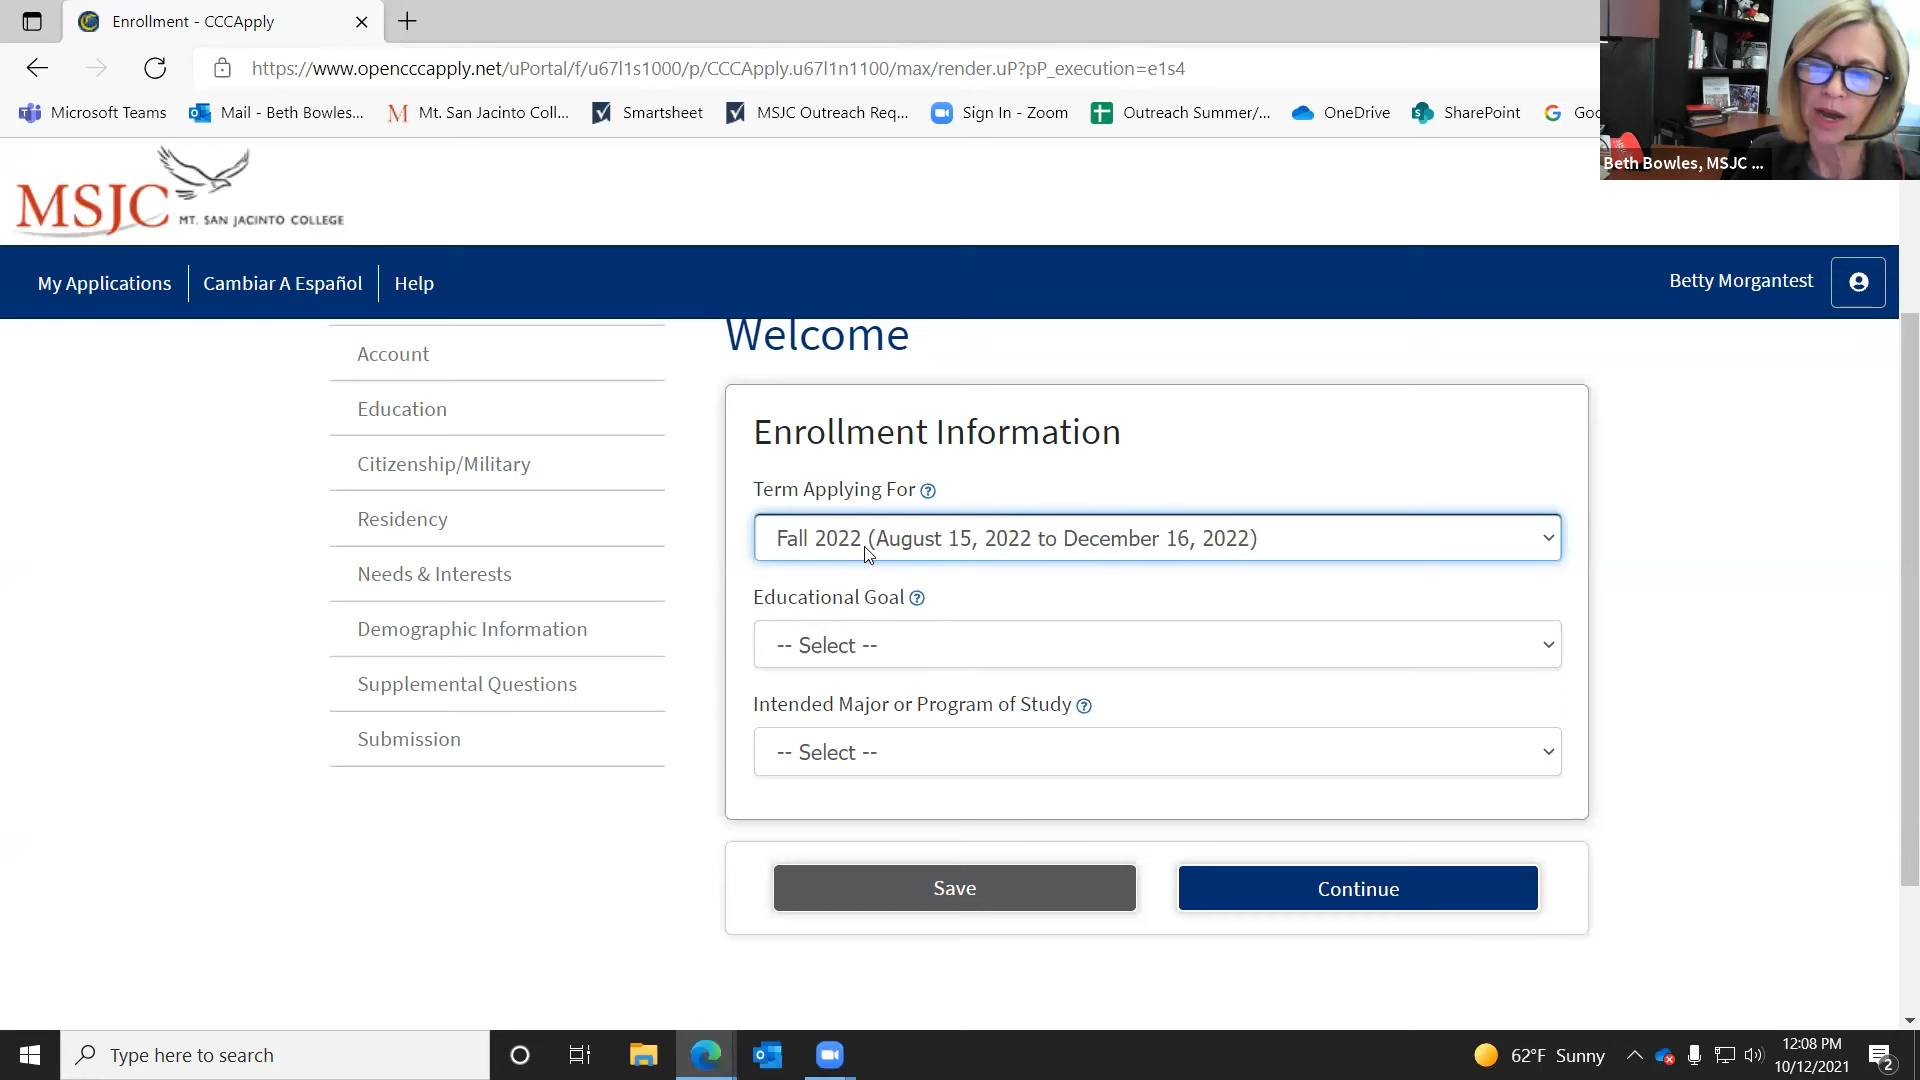 Enrollment - CCCApply
https://www.opencccapply.net/uPortal/f/u67l1s1000/p/CCCApply.u67l1n1100/max/render.uP?pP_execution=e1s4
Microsoft Teams
Mail - Beth Bowles...
Mt. San Jacinto Coll...
Smartsheet
MSJC Outreach Req...
Sign In - Zoom
Outreach Summer/...
OneDrive
SharePoint
Goo
Beth Bowles, MSJC ...
MSJC MT. SAN JACINTO COLLEGE
My Applications
Cambiar A Español
Help
Betty Morgantest
Welcome
Account
Education
Citizenship/Military
Residency
Needs & Interests
Demographic Information
Supplemental Questions
Submission
Enrollment Information
Term Applying For
Fall 2022 (August 15, 2022 to December 16, 2022)
Educational Goal
-- Select --
Intended Major or Program of Study
-- Select --
Save
Continue
Type here to search
62°F Sunny
12:08 PM
10/12/2021
2